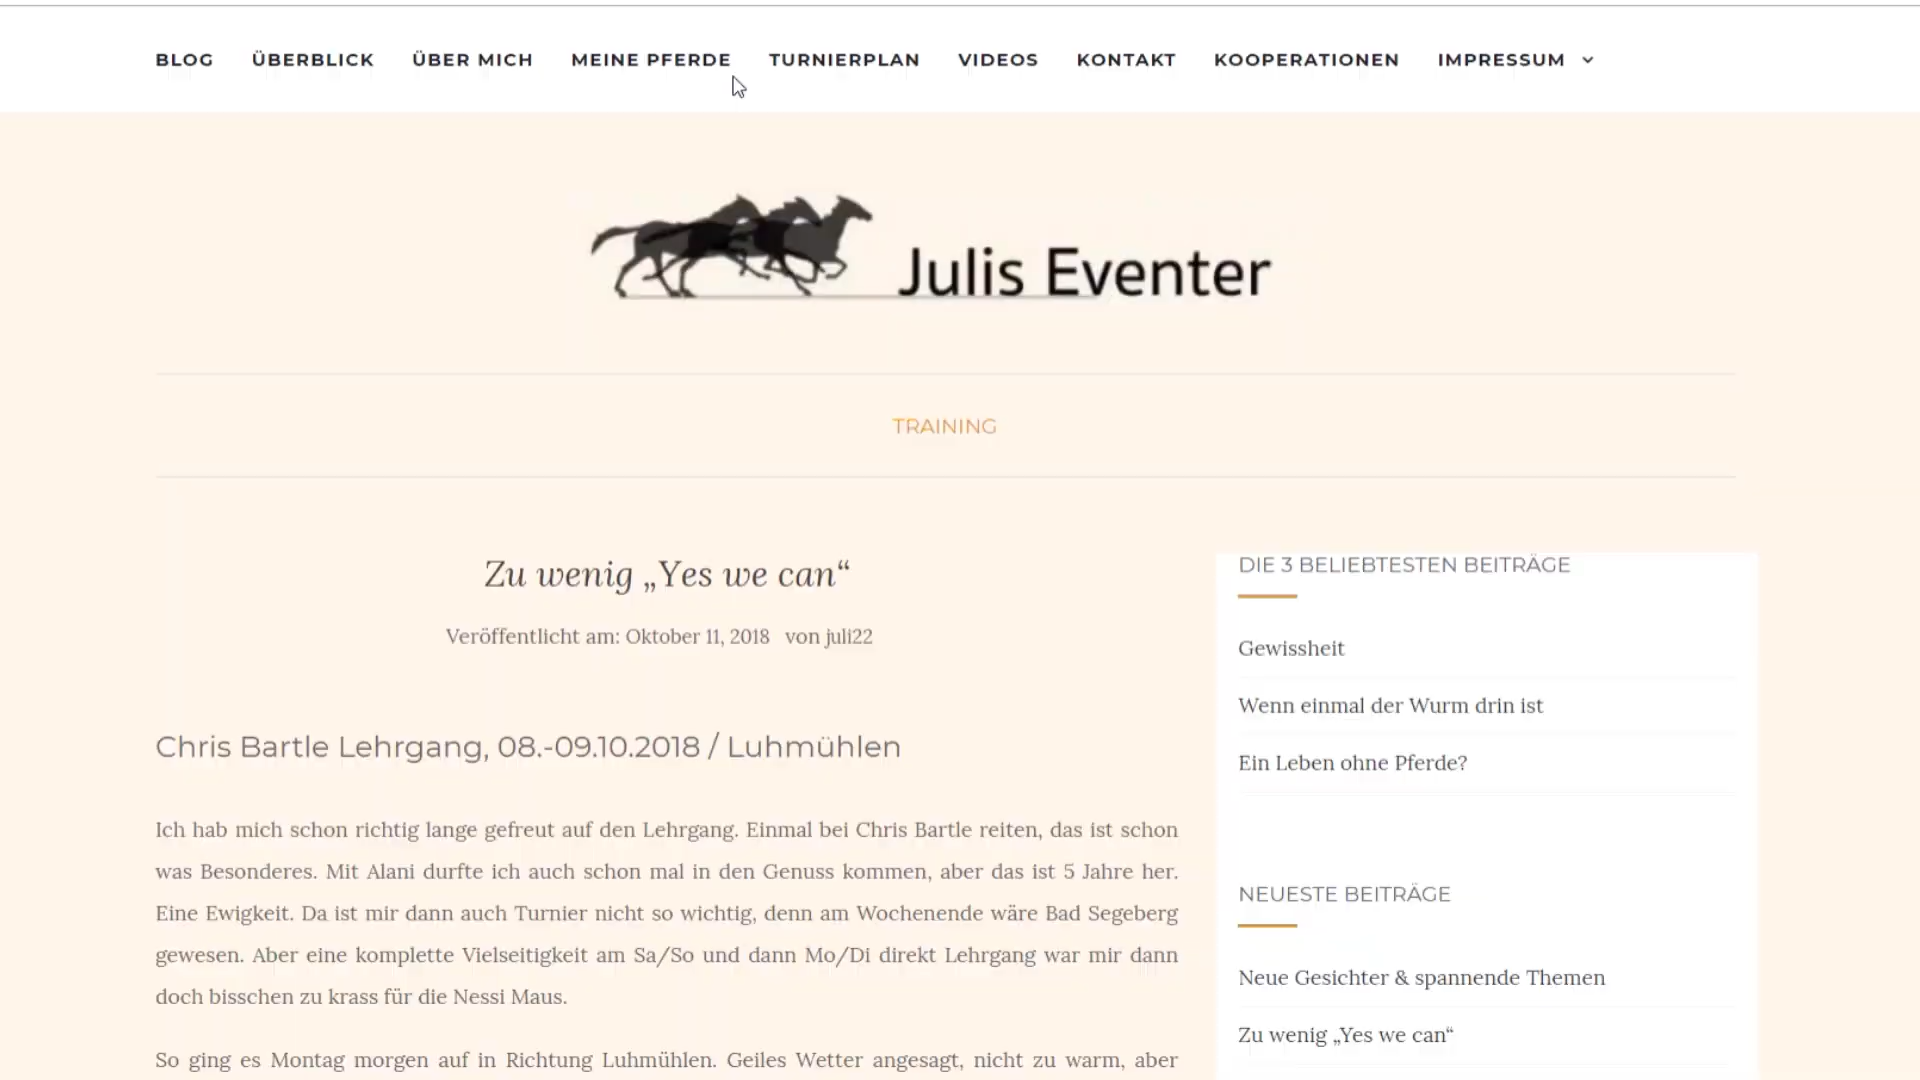 BLOG ÜBERBLICK ÜBER MICH MEINE PFERDE TURNIERPLAN VIDEOS KONTAKT KOOPERATIONEN IMPRESSUM
Julis Eventer
TRAINING
Zu wenig „Yes we can“
Veröffentlicht am: Oktober 11, 2018 von juli22
Chris Bartle Lehrgang, 08.-09.10.2018 / Luhmühlen
Ich hab mich schon richtig lange gefreut auf den Lehrgang. Einmal bei Chris Bartle reiten, das ist schon
was Besonderes. Mit Alani durfte ich auch schon mal in den Genuss kommen, aber das ist 5 Jahre her.
Eine Ewigkeit. Da ist mir dann auch Turnier nicht so wichtig, denn am Wochenende wäre Bad Segeberg
gewesen. Aber eine komplette Vielseitigkeit am Sa/So und dann Mo/Di direkt Lehrgang war mir dann
doch bisschen zu krass für die Nessi Maus.
So ging es Montag morgen auf in Richtung Luhmühlen. Geiles Wetter angesagt, nicht zu warm, aber
DIE 3 BELIEBTESTEN BEITRÄGE
Gewissheit
Wenn einmal der Wurm drin ist
Ein Leben ohne Pferde?
NEUESTE BEITRÄGE
Neue Gesichter & spannende Themen
Zu wenig „Yes we can“